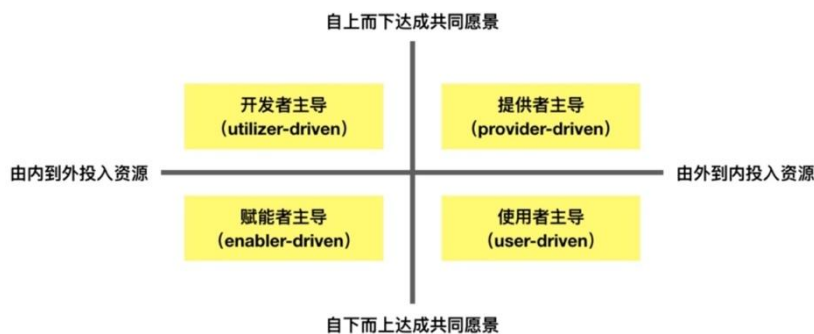 自上而下达成共同愿景
开发者主导
（utilizer-driven）
提供者主导
（provider-driven）
由内到外投入资源
由外到内投入资源
赋能者主导
（enabler-driven）
使用者主导
（user-driven）
自下而上达成共同愿景